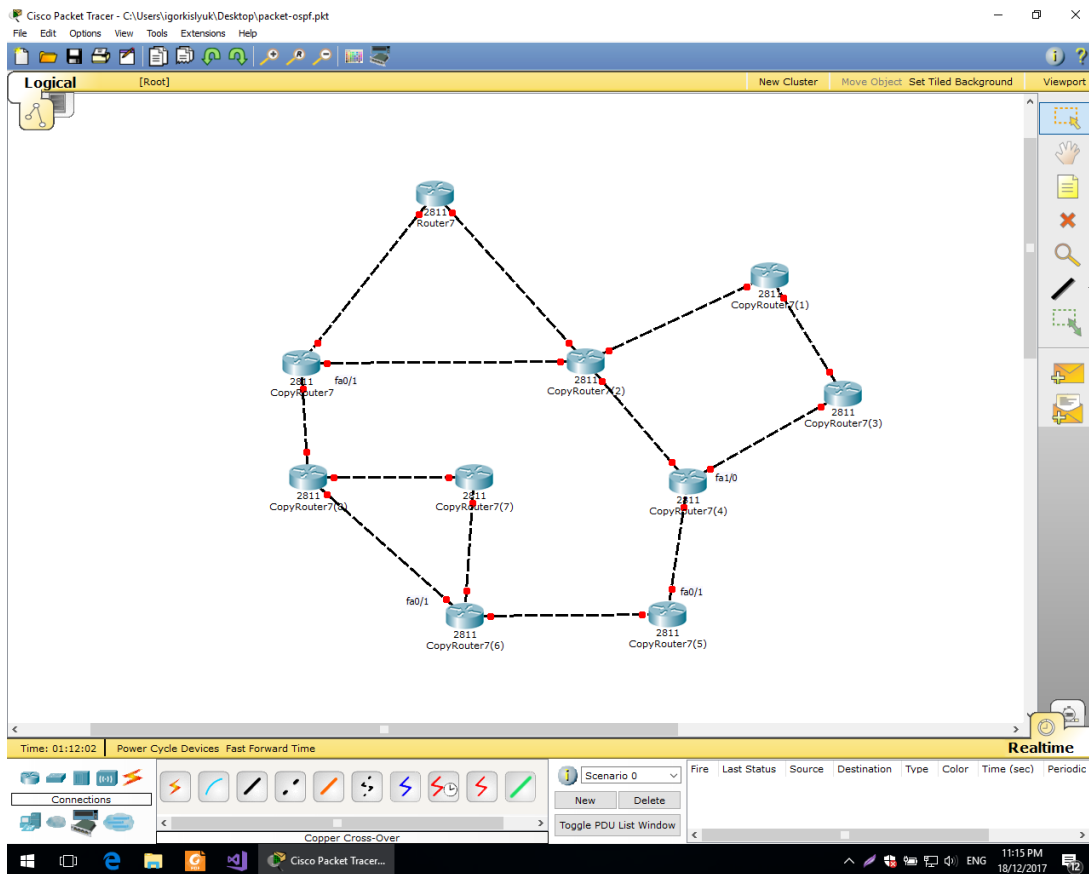 Cisco Packet Tracer - C:\Users\igorkislyuk\Desktop\packet-ospf.pkt
File Edit Options View Tools Extensions Help
Logical [Root] New Cluster Move Object Set Tiled Background Viewport
2811
Router7
2811
CopyRouter7(1)
2811
CopyRouter7
fa0/1
2811
CopyRouter7(2)
2811
CopyRouter7(3)
2811
CopyRouter7(8)
2811
CopyRouter7(7)
fa1/0
2811
CopyRouter7(4)
fa0/1
2811
CopyRouter7(6)
fa0/1
2811
CopyRouter7(5)
Time: 01:12:02 Power Cycle Devices Fast Forward Time Realtime
Connections
Copper Cross-Over
Scenario 0
New Delete
Toggle PDU List Window
Fire Last Status Source Destination Type Color Time (sec) Periodic
Cisco Packet Tracer...
ENG
11:15 PM
18/12/2017
12